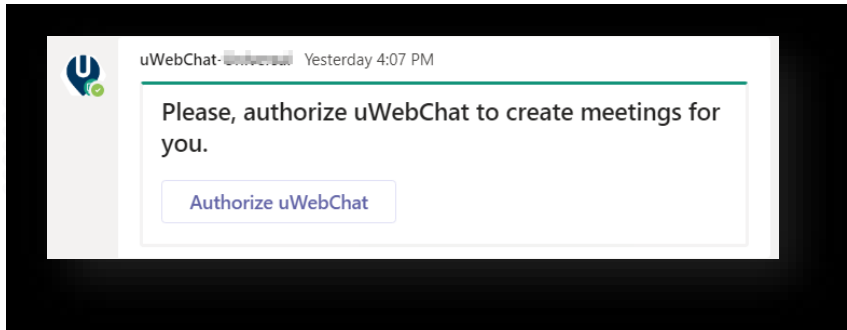 U
uWebChat- Yesterday 4:07 PM
Please, authorize uWebChat to create meetings for
you.
Authorize uWebChat